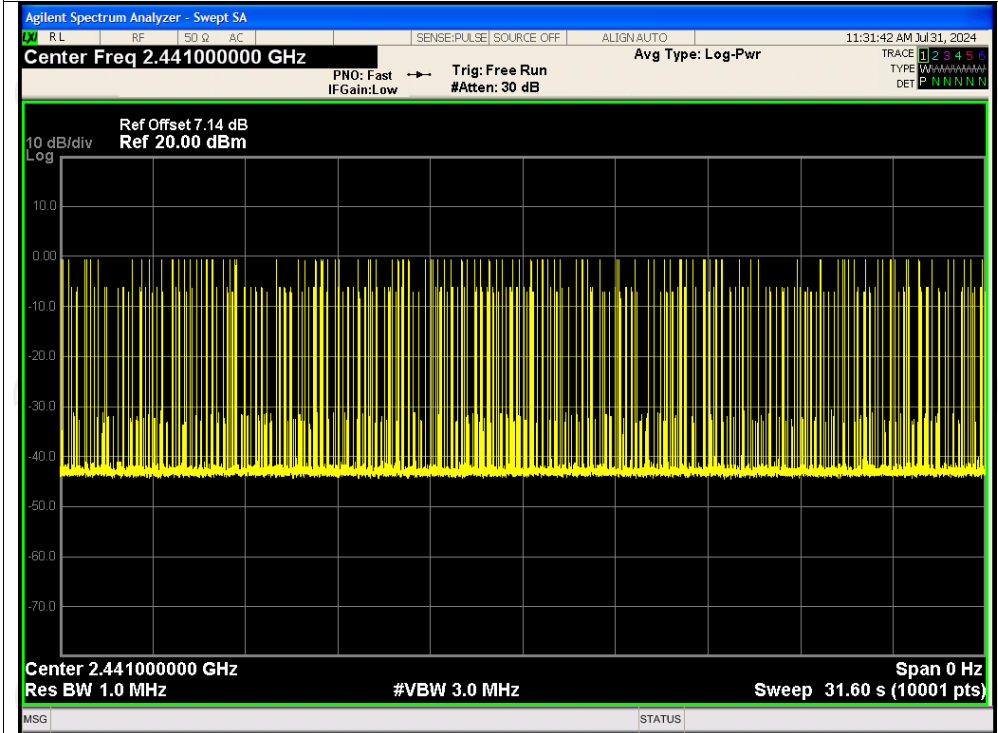 Agilent Spectrum Analyzer - Swept SA
LXI RL RF 50 Ω AC SENSE:PULSE SOURCE OFF ALIGN AUTO 11:31:42 AM Jul 31, 2024
Center Freq 2.441000000 GHz Avg Type: Log-Pwr TRACE 1 2 3 4 5 6
PNO: Fast Trig: Free Run TYPE WWWWWW
IFGain:Low #Atten: 30 dB DET P N N N N N
Ref Offset 7.14 dB
10 dB/div Ref 20.00 dBm
Log
10.0
0.00
-10.0
-20.0
-30.0
-40.0
-50.0
-60.0
-70.0
Center 2.441000000 GHz Span 0 Hz
Res BW 1.0 MHz #VBW 3.0 MHz Sweep 31.60 s (10001 pts)
MSG STATUS